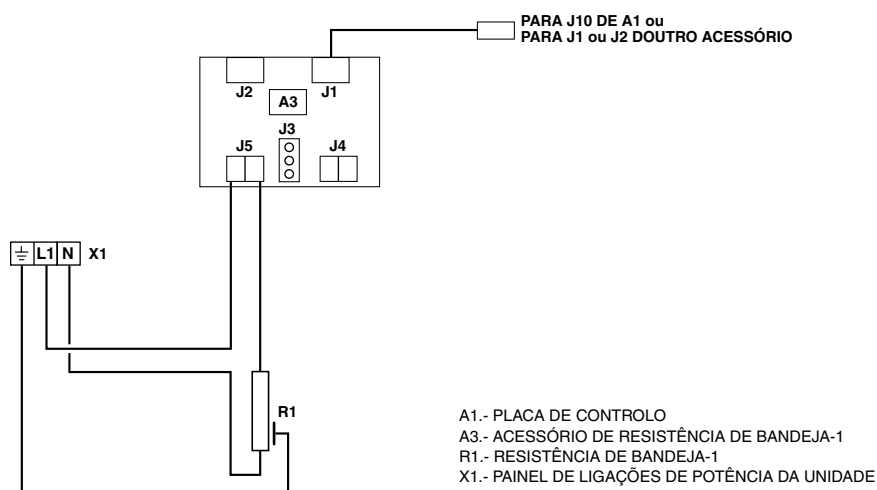 PARA J10 DE A1 ou
PARA J1 ou J2 DOUTRO ACESSÓRIO
J2
J1
A3
J3
J5
J4
L1 N X1
R1
A1.- PLACA DE CONTROLO
A3.- ACESSÓRIO DE RESISTÊNCIA DE BANDEJA-1
R1.- RESISTÊNCIA DE BANDEJA-1
X1.- PAINEL DE LIGAÇÕES DE POTÊNCIA DA UNIDADE